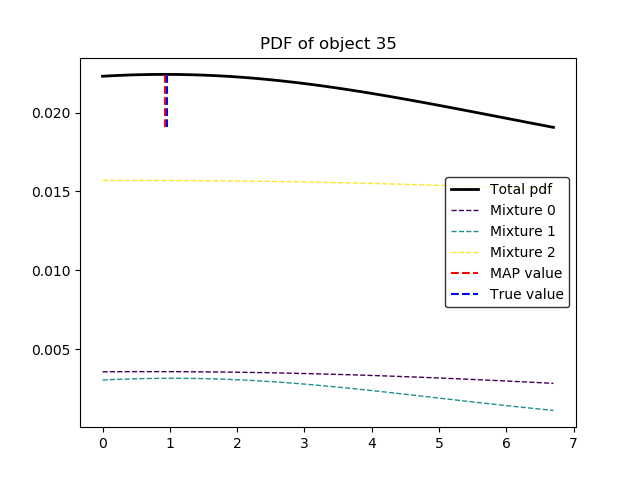 PDF of object 35
0.020
0.015
0.010
0.005
Total pdf
Mixture 0
Mixture 1
Mixture 2
MAP value
True value
0 1 2 3 4 5 6 7